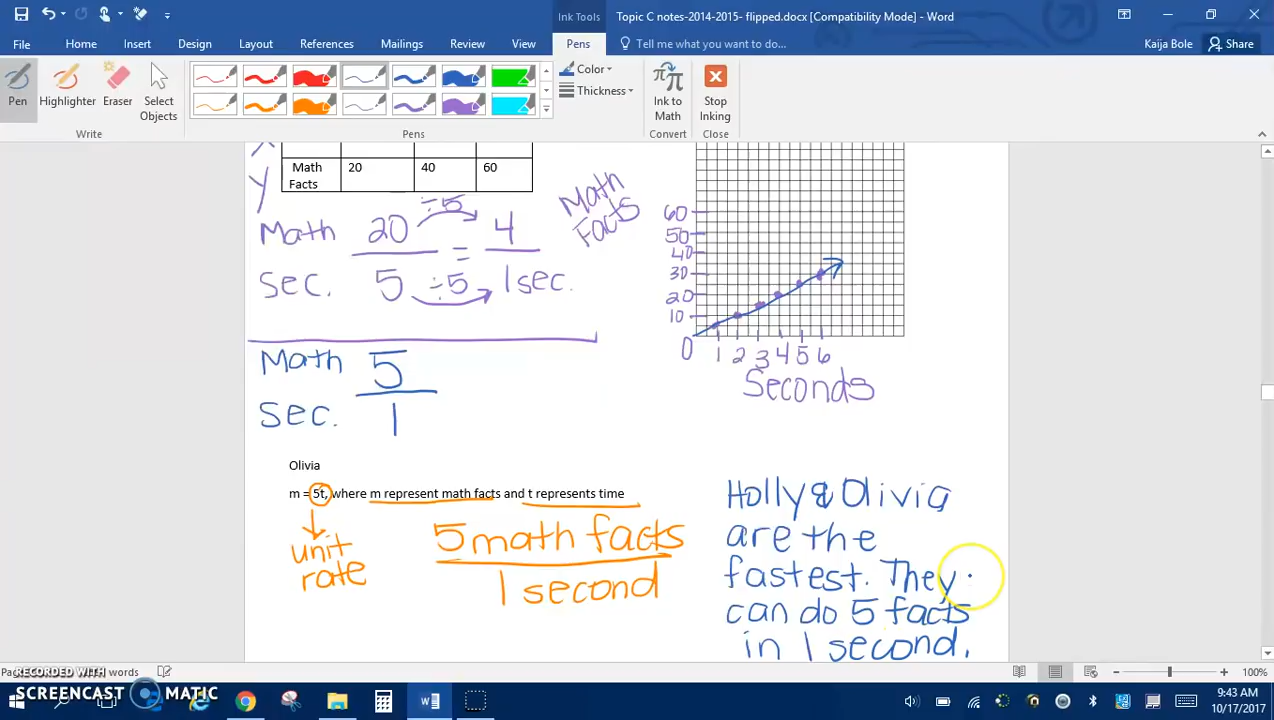 Ink Tools
Topic C notes-2014-2015- flipped.docx [Compatibility Mode] - Word
File Home Insert Design Layout References Mailings Review View Pens Tell me what you want to do... Kaija Bole Share
Pen
Highlighter
Eraser
Select Objects
Color
Thickness
Ink to Math
Stop Inking
Write
Pens
Convert
Close
X
Math Facts 20 40 60
y
Math 20 ÷5 = 4
sec. 5 ÷5 1sec.
Math Facts
60
50
40
30
20
10
0 1 2 3 4 5 6
Seconds
Math 5
sec. 1
Olivia
m = 5t, where m represent math facts and t represents time
unit rate
5 math facts
1 second
Holly & Olivia
are the
fastest. They
can do 5 facts
in 1 second.
words
100%
RECORDED WITH
SCREENCAST MATIC
9:43 AM
10/17/2017